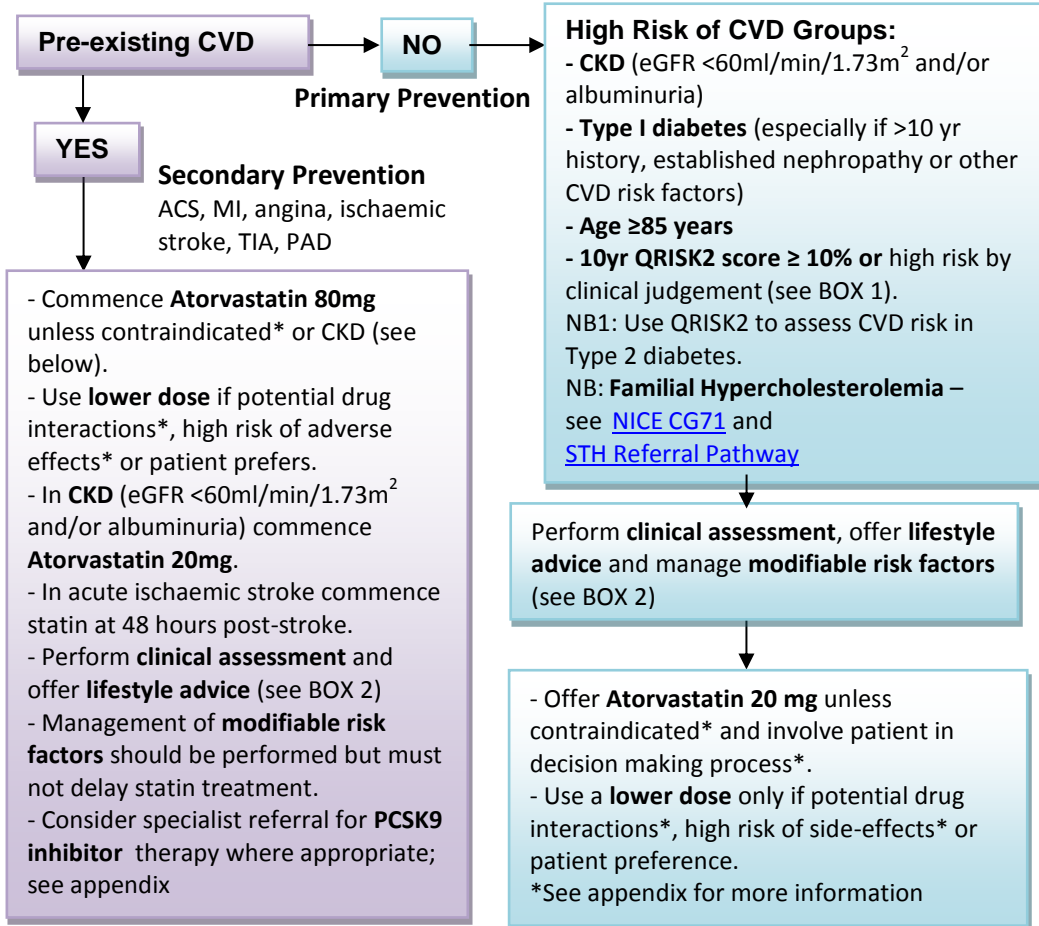 Pre-existing CVD
NO
Primary Prevention
YES
Secondary Prevention
ACS, MI, angina, ischaemic
stroke, TIA, PAD
- Commence Atorvastatin 80mg
unless contraindicated* or CKD (see
below).
- Use lower dose if potential drug
interactions*, high risk of adverse
effects* or patient prefers.
- In CKD (eGFR <60ml/min/1.73m²
and/or albuminuria) commence
Atorvastatin 20mg.
- In acute ischaemic stroke commence
statin at 48 hours post-stroke.
- Perform clinical assessment and
offer lifestyle advice (see BOX 2)
- Management of modifiable risk
factors should be performed but must
not delay statin treatment.
- Consider specialist referral for PCSK9
inhibitor therapy where appropriate;
see appendix
High Risk of CVD Groups:
- CKD (eGFR <60ml/min/1.73m² and/or
albuminuria)
- Type I diabetes (especially if >10 yr
history, established nephropathy or other
CVD risk factors)
- Age ≥85 years
- 10yr QRISK2 score ≥ 10% or high risk by
clinical judgement (see BOX 1).
NB1: Use QRISK2 to assess CVD risk in
Type 2 diabetes.
NB: Familial Hypercholesterolemia –
see NICE CG71 and
STH Referral Pathway
Perform clinical assessment, offer lifestyle
advice and manage modifiable risk factors
(see BOX 2)
- Offer Atorvastatin 20 mg unless
contraindicated* and involve patient in
decision making process*.
- Use a lower dose only if potential drug
interactions*, high risk of side-effects* or
patient preference.
*See appendix for more information